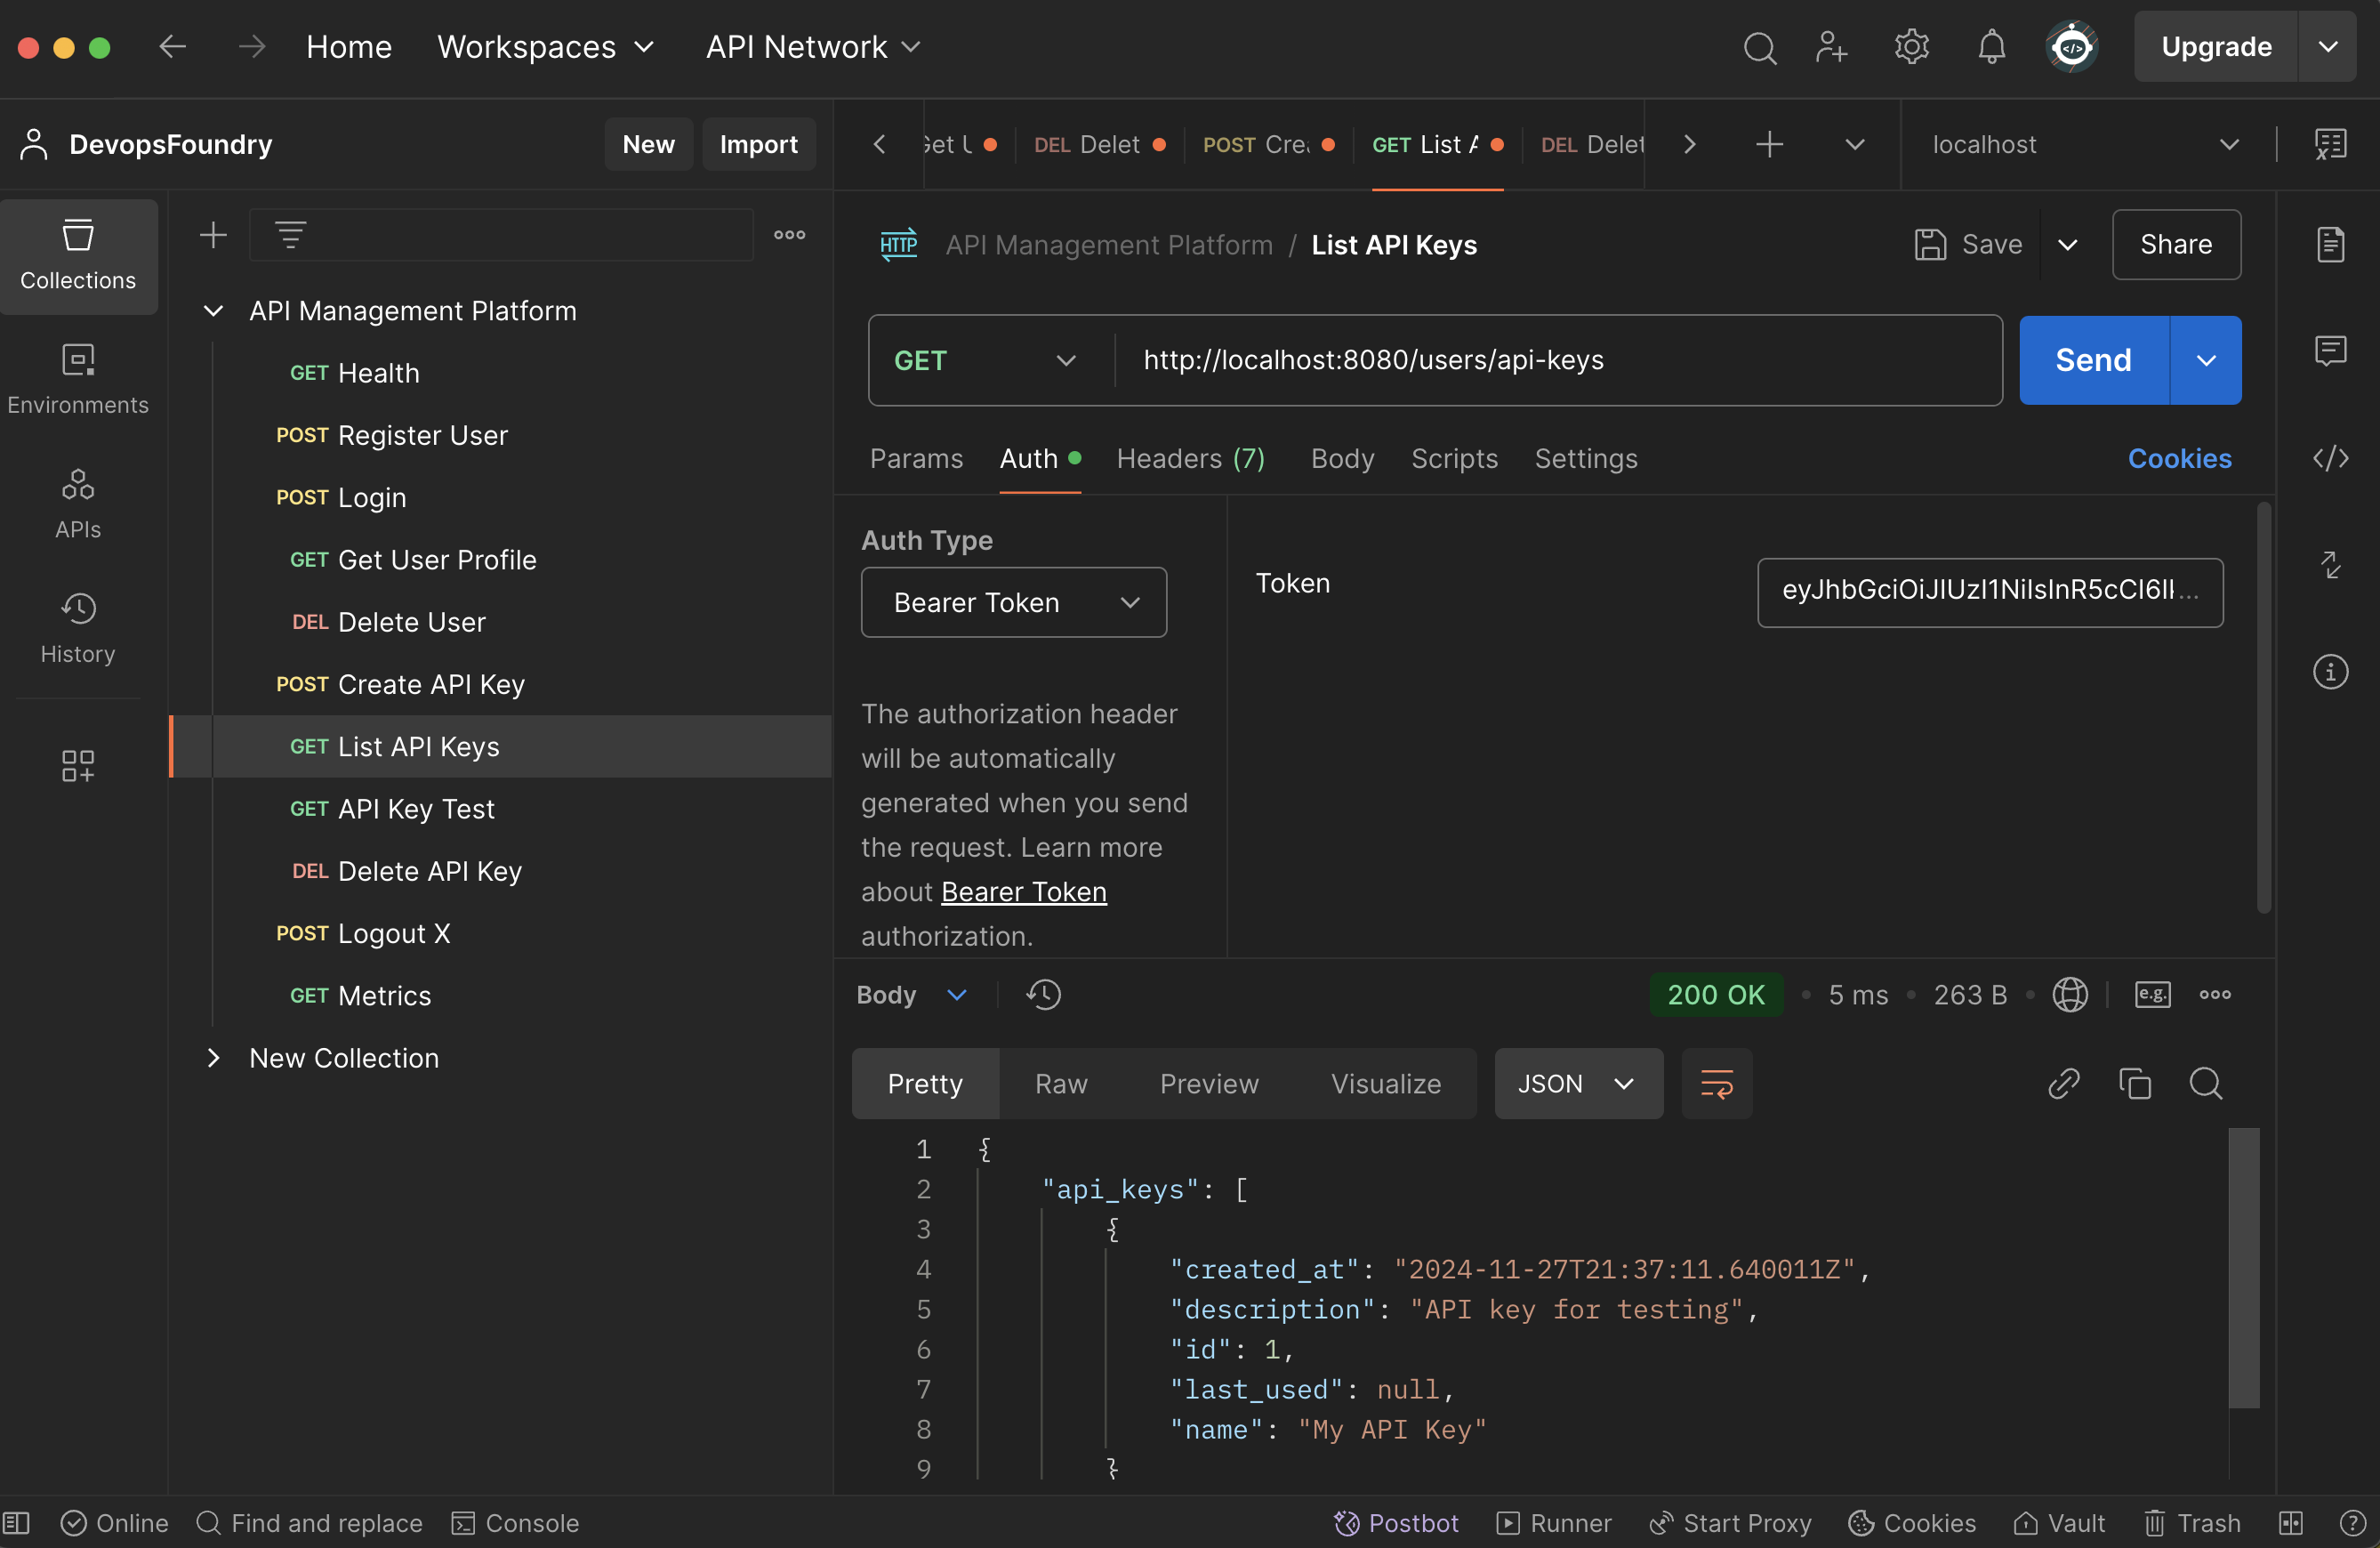 Home Workspaces API Network Upgrade
DevopsFoundry New Import
DEL Delet POST Cre GET List DEL Delet localhost
Collections
Environments
APIs
History
API Management Platform
GET Health
POST Register User
POST Login
GET Get User Profile
DEL Delete User
POST Create API Key
GET List API Keys
GET API Key Test
DEL Delete API Key
POST Logout X
GET Metrics
New Collection
HTTP API Management Platform / List API Keys Save Share
GET http://localhost:8080/users/api-keys Send
Params Auth Headers (7) Body Scripts Settings Cookies
Auth Type
Bearer Token
Token
The authorization header
will be automatically
generated when you send
the request. Learn more
about Bearer Token
authorization.
Body 200 OK 5 ms 263 B e.g.
Pretty Raw Preview Visualize JSON
1 {
2 "api_keys": [
3 {
4 "created_at": "2024-11-27T21:37:11.640011Z",
5 "description": "API key for testing",
6 "id": 1,
7 "last_used": null,
8 "name": "My API Key"
9 }
Online Find and replace Console Postbot Runner Start Proxy Cookies Vault Trash